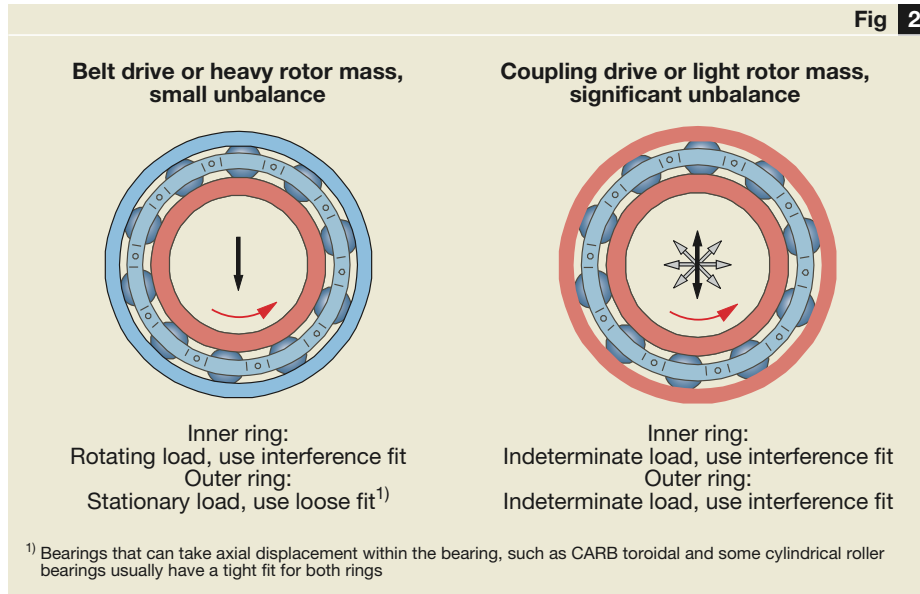 Fig 2
Belt drive or heavy rotor mass,
small unbalance
Coupling drive or light rotor mass,
significant unbalance
Inner ring:
Rotating load, use interference fit
Outer ring:
Stationary load, use loose fit1)
Inner ring:
Indeterminate load, use interference fit
Outer ring:
Indeterminate load, use interference fit
1) Bearings that can take axial displacement within the bearing, such as CARB toroidal and some cylindrical roller
bearings usually have a tight fit for both rings